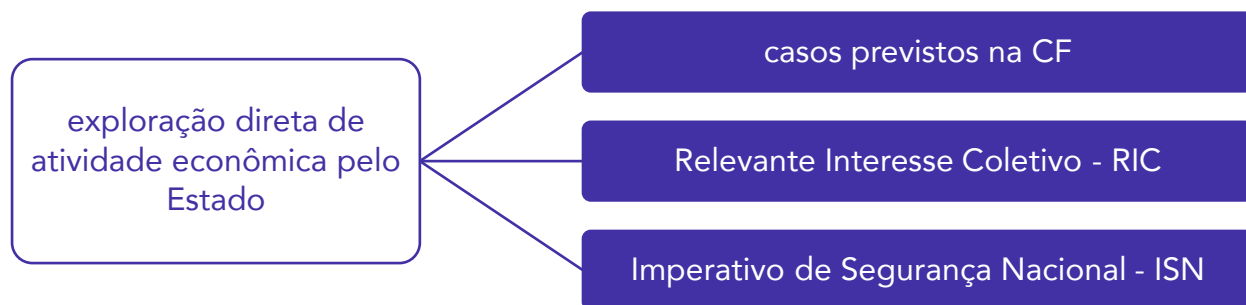 exploração direta de
atividade econômica pelo
Estado
casos previstos na CF
Relevante Interesse Coletivo - RIC
Imperativo de Segurança Nacional - ISN